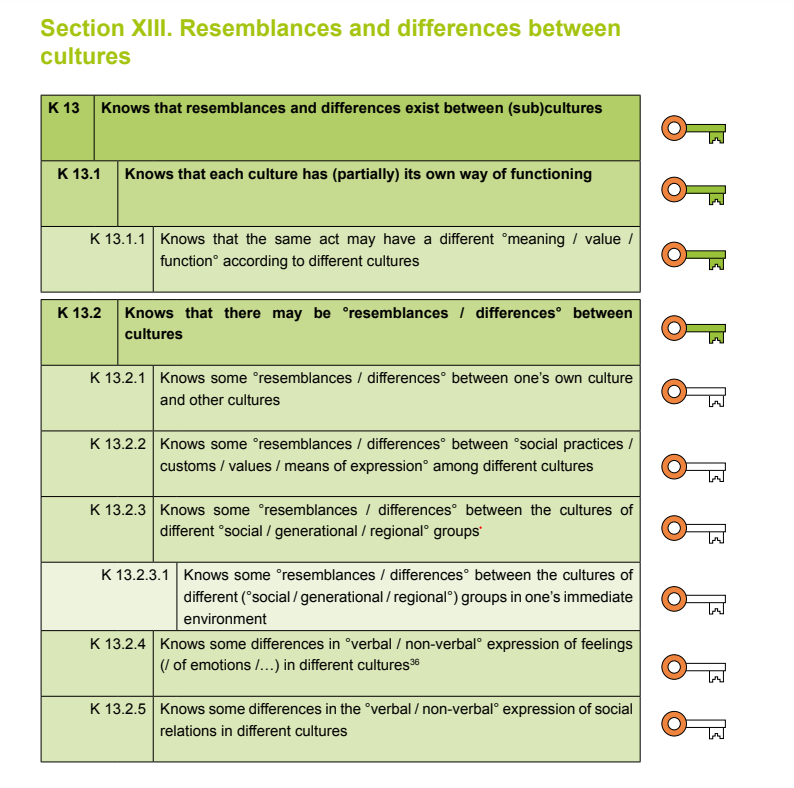 Section XIII. Resemblances and differences between
cultures
K 13 Knows that resemblances and differences exist between (sub)cultures
K 13.1 Knows that each culture has (partially) its own way of functioning
K 13.1.1 Knows that the same act may have a different °meaning / value /
function° according to different cultures
K 13.2 Knows that there may be °resemblances / differences° between
cultures
K 13.2.1 Knows some °resemblances / differences° between one’s own culture
and other cultures
K 13.2.2 Knows some °resemblances / differences° between °social practices /
customs / values / means of expression° among different cultures
K 13.2.3 Knows some °resemblances / differences° between the cultures of
different °social / generational / regional° groups*
K 13.2.3.1 Knows some °resemblances / differences° between the cultures of
different (°social / generational / regional°) groups in one’s immediate
environment
K 13.2.4 Knows some differences in °verbal / non-verbal° expression of feelings
(/ of emotions /…) in different cultures³⁶
K 13.2.5 Knows some differences in the °verbal / non-verbal° expression of social
relations in different cultures